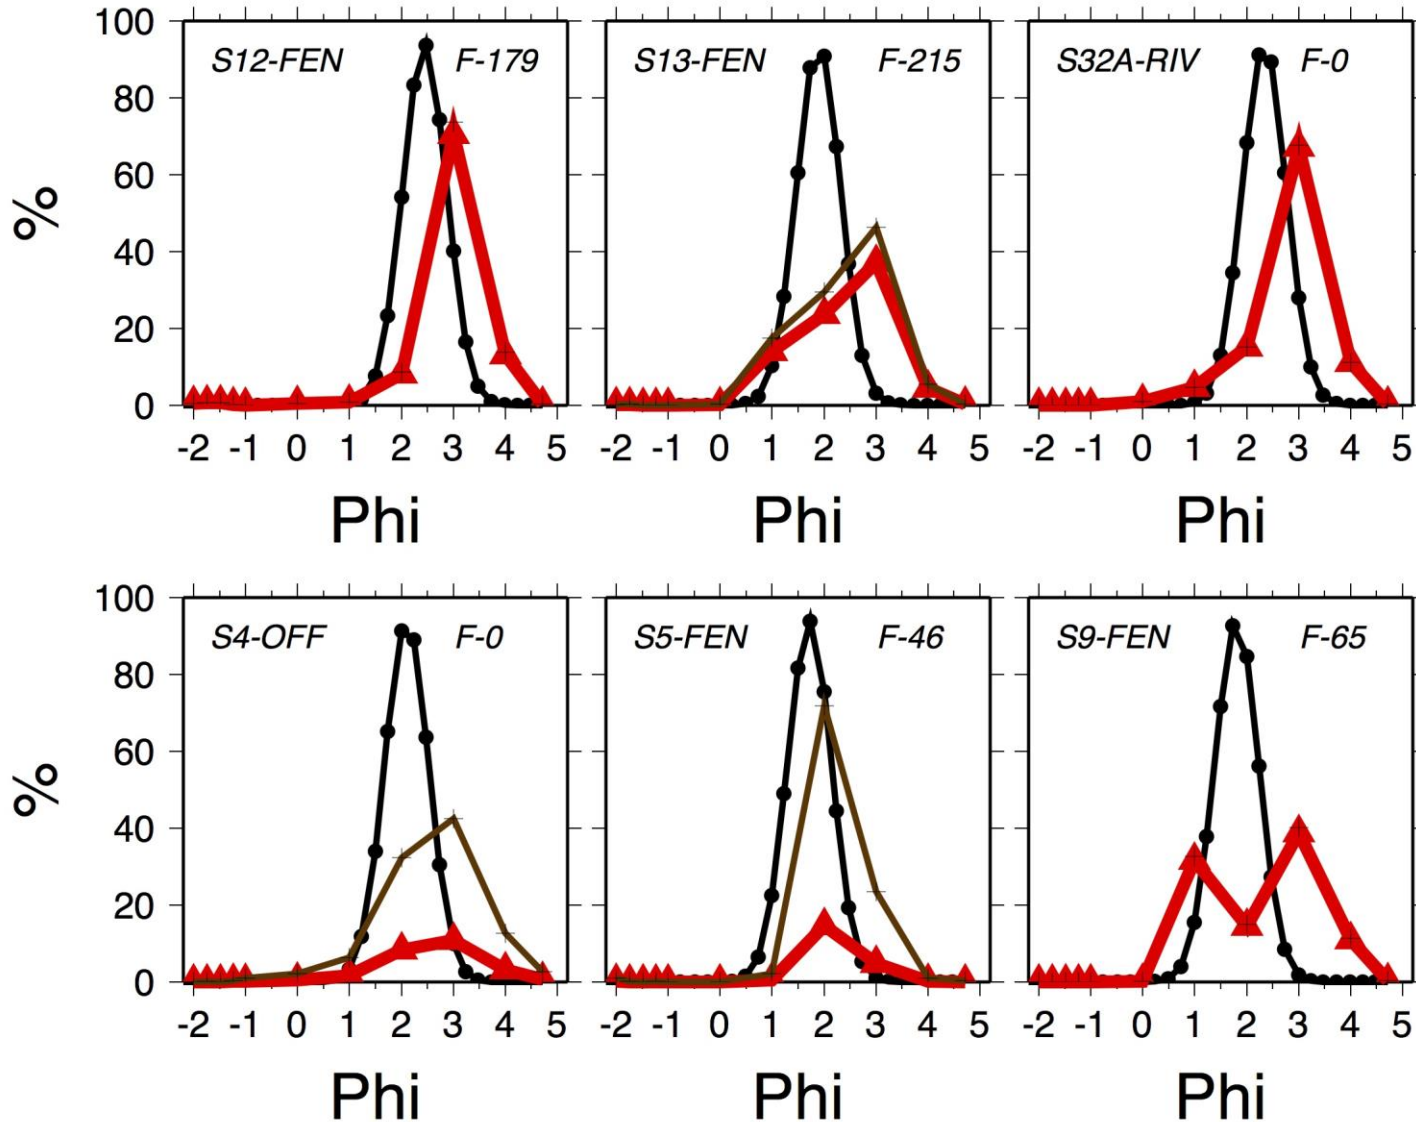 100
80
60
40
20
0
%
S12-FEN F-179
-2 -1 0 1 2 3 4 5
Phi
S13-FEN F-215
-2 -1 0 1 2 3 4 5
Phi
S32A-RIV F-0
-2 -1 0 1 2 3 4 5
Phi
100
80
60
40
20
0
%
S4-OFF F-0
-2 -1 0 1 2 3 4 5
Phi
S5-FEN F-46
-2 -1 0 1 2 3 4 5
Phi
S9-FEN F-65
-2 -1 0 1 2 3 4 5
Phi